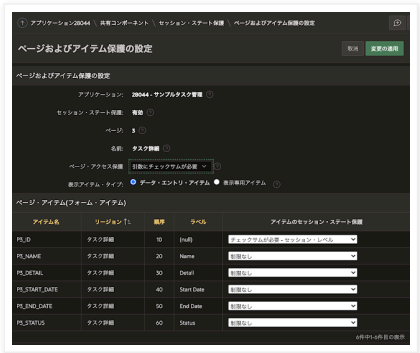 アプリケーション28044 \ 共有コンポーネント \ セッション・ステート保護 \ ページおよびアイテム保護の設定
ページおよびアイテム保護の設定
取消 変更の適用
ページおよびアイテム保護の設定
アプリケーション: 28044 - サンプルタスク管理
セッション・ステート保護: 有効
ページ: 3
名前: タスク詳細
ページ・アクセス保護 引数にチェックサムが必要
表示アイテム・タイプ: データ・エントリ・アイテム 表示専用アイテム
ページ・アイテム(フォーム・アイテム)
アイテム名 リージョン 順序 ラベル アイテムのセッション・ステート保護
P3_ID タスク詳細 10 (null) チェックサムが必要 - セッション・レベル
P3_NAME タスク詳細 20 Name 制限なし
P3_DETAIL タスク詳細 30 Detail 制限なし
P3_START_DATE タスク詳細 40 Start Date 制限なし
P3_END_DATE タスク詳細 50 End Date 制限なし
P3_STATUS タスク詳細 60 Status 制限なし
6件中1-6件目の表示